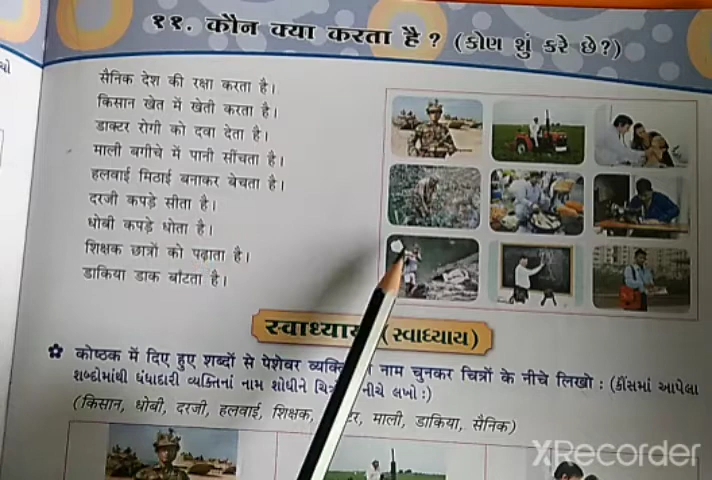 ११. कौन क्या करता है ? (કોણ શું કરે છે?)
सैनिक देश की रक्षा करता है।
किसान खेत में खेती करता है।
डाक्टर रोगी को दवा देता है।
माली बगीचे में पानी सींचता है।
हलवाई मिठाई बनाकर बेचता है।
दरजी कपड़े सीता है।
धोबी कपड़े धोता है।
शिक्षक छात्रों को पढ़ाता है।
डाकिया डाक बाँटता है।
(સ્વાધ્યાય)
कोष्ठक में दिए हुए शब्दों से पेशेवर नाम चुनकर चित्रों के नीचे लिखो : (કૌંસમાં આપેલા
શબ્દોમાંથી ધંધાદારી વ્યક્તિનાં નામ શોધીને નીચે લખો :)
(किसान, धोबी, दरजी, हलवाई, शिक्षक, माली, डाकिया, सैनिक)
XRecorder